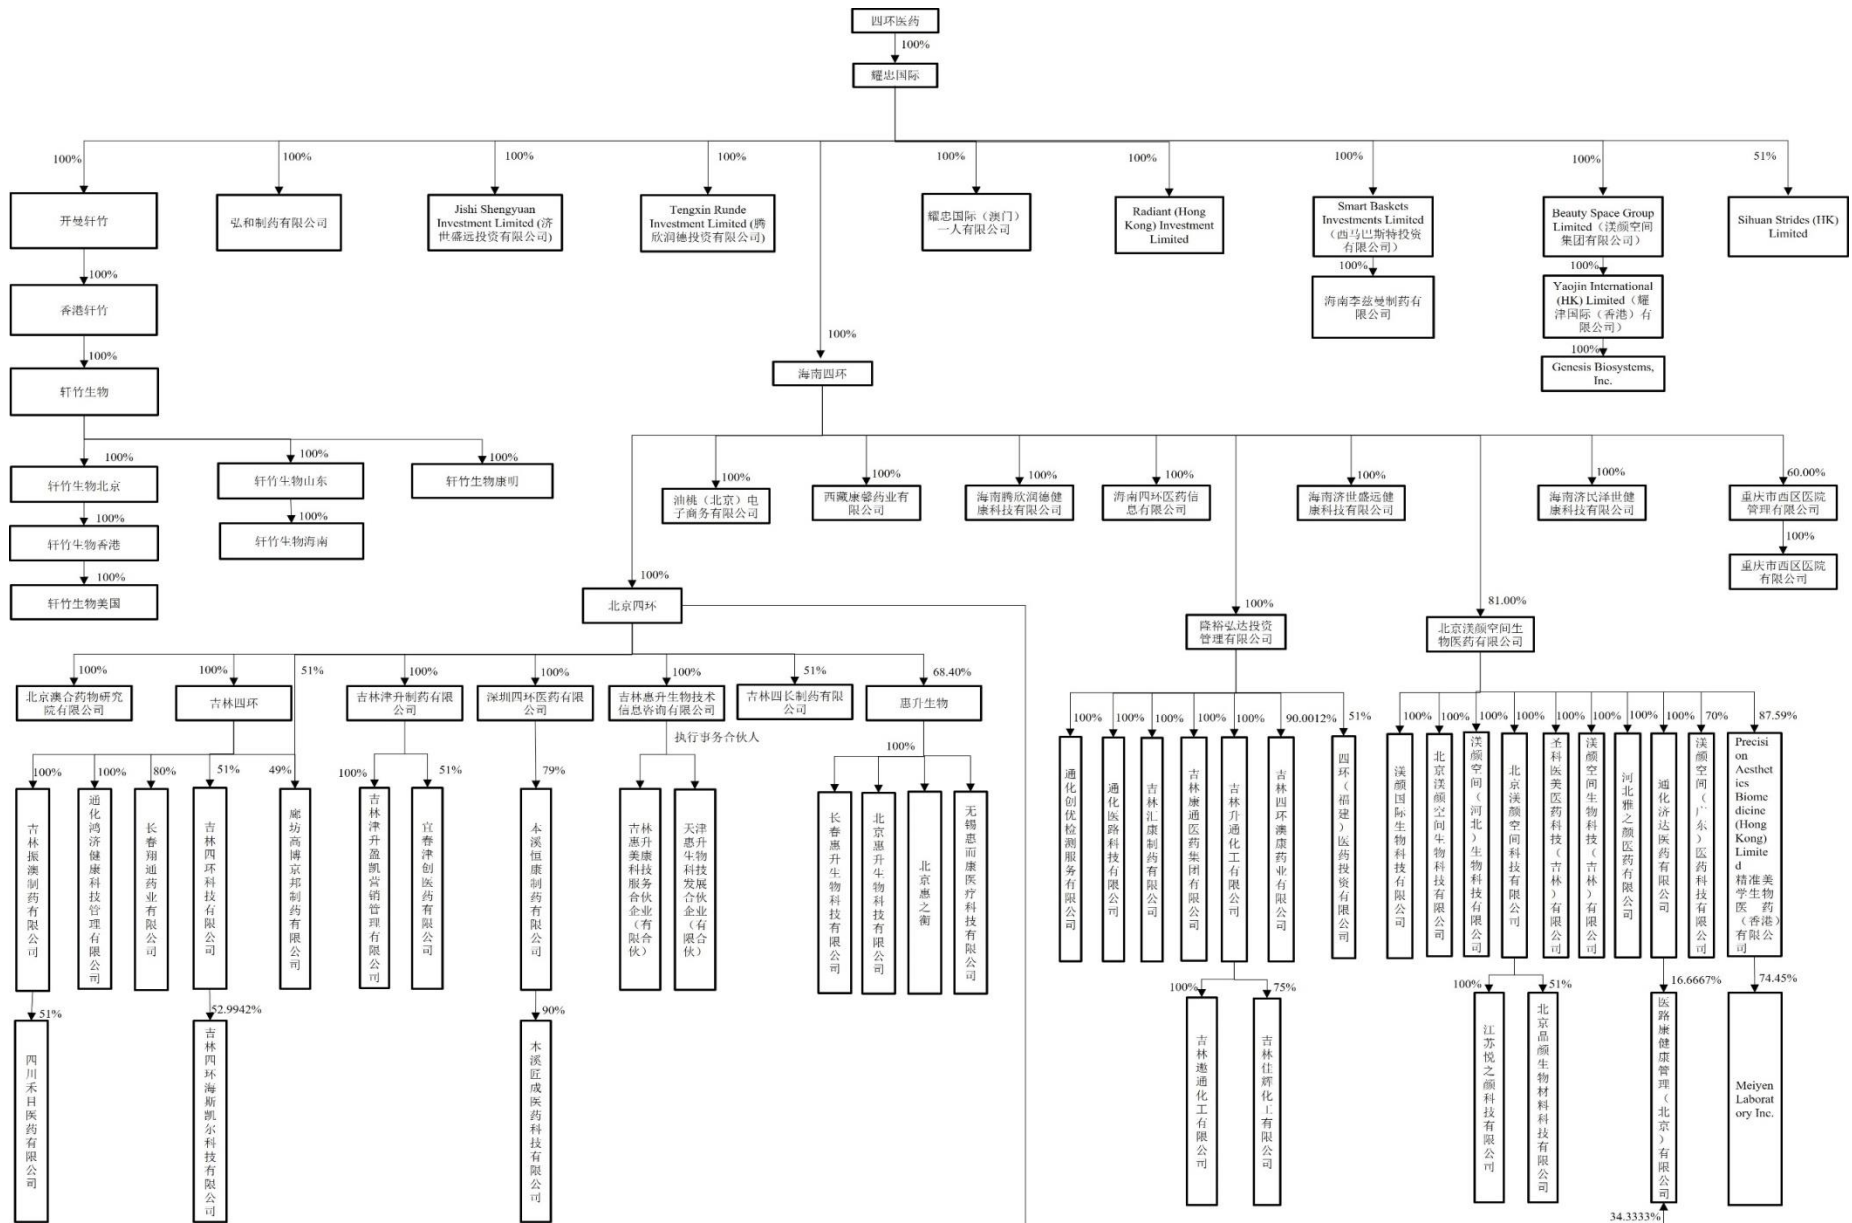 四环医药
100%
耀忠国际
100%
100%
100%
100%
100%
100%
100%
100%
51%
开曼轩竹
弘和制药有限公司
Jishi Shengyuan
Investment Limited (济
世盛远投资有限公司)
Tengxin Runde
Investment Limited (腾
欣润德投资有限公司)
耀忠国际（澳门）
一人有限公司
Radiant (Hong
Kong) Investment
Limited
Smart Baskets
Investments Limited
（西马巴斯特投资
有限公司）
Beauty Space Group
Limited（渼颜空间
集团有限公司）
Sihuan Strides (HK)
Limited
100%
100%
100%
香港轩竹
海南李兹曼制药有
限公司
Yaojin International
(HK) Limited（耀
津国际（香港）有
限公司）
100%
100%
100%
轩竹生物
海南四环
Genesis Biosystems,
Inc.
100%
100%
100%
100%
100%
100%
100%
100%
100%
60.00%
轩竹生物北京
轩竹生物山东
轩竹生物康明
油桃（北京）电
子商务有限公司
西藏康馨药业有
限公司
海南腾欣润德健
康科技有限公司
海南四环医药信
息有限公司
海南济世盛远健
康科技有限公司
海南济民泽世健
康科技有限公司
重庆市西区医院
管理有限公司
100%
100%
100%
轩竹生物香港
轩竹生物海南
重庆市西区医院
有限公司
100%
轩竹生物美国
100%
北京四环
100%
隆裕弘达投资
管理有限公司
81.00%
北京渼颜空间生
物医药有限公司
100%
100%
51%
100%
100%
100%
51%
68.40%
北京澳合药物研究
院有限公司
吉林四环
吉林津升制药有限
公司
深圳四环医药有限
公司
吉林惠升生物技术
信息咨询有限公司
吉林四长制药有限
公司
惠升生物
执行事务合伙人
100%
100%
100%
80%
51%
49%
100%
51%
79%
吉林振澳制药有限公司
通化鸿济健康科技管理有限公司
长春翔通药业有限公司
吉林四环科技有限公司
廊坊高博京邦制药有限公司
吉林津升盈凯营销管理有限公司
宜春津创医药有限公司
本溪恒康制药有限公司
吉林惠升美康科技服务合伙企业（有限合伙）
天津惠升生物科技发展合伙企业（有限合伙）
长春惠升生物科技有限公司
北京惠升生物科技有限公司
北京惠之衡
无锡惠而康医疗科技有限公司
100%
100%
100%
100%
100%
90.0012%
51%
通化创优检测服务有限公司
通化医路科技有限公司
吉林汇康制药有限公司
吉林康通医药集团有限公司
吉林升通化工有限公司
吉林四环澳康药业有限公司
四环（福建）医药投资有限公司
100%
100%
100%
100%
100%
100%
100%
100%
70%
87.59%
渼颜国际生物科技有限公司
北京渼颜空间生物科技有限公司
渼颜空间（河北）生物科技有限公司
北京渼颜空间科技有限公司
圣科医美医药科技（吉林）有限公司
渼颜空间生物科技（吉林）有限公司
河北雅之颜医药有限公司
通化济达医药有限公司
渼颜空间（广东）医药科技有限公司
Precisi
on
Aesthet
ics
Biome
dicine
(Hong
Kong)
Limite
d
精准美学生物医药（香港）有限公司
51%
52.9942%
90%
四川禾目医药有限公司
吉林四环海斯凯尔科技有限公司
本溪匠成医药科技有限公司
100%
75%
吉林遨通化工有限公司
吉林佳辉化工有限公司
100%
51%
16.6667%
74.45%
江苏悦之颜科技有限公司
北京晶颜生物材料科技有限公司
医路康健康管理（北京）有限公司
Meiyen
Laborat
ory Inc.
34.3333%